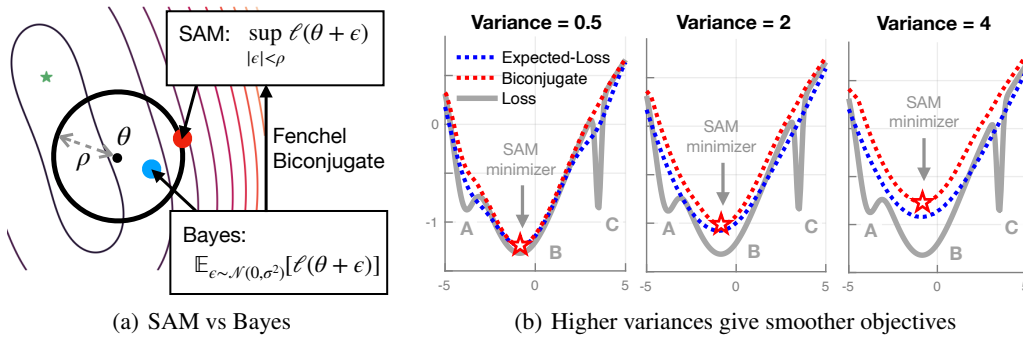 SAM: sup ℓ(θ + ϵ)
|ϵ|<ρ
θ
ρ
Fenchel
Biconjugate
Bayes:
𝔼ϵ∼𝒩(0,σ²)[ℓ(θ + ϵ)]
(a) SAM vs Bayes
Variance = 0.5
Expected-Loss
Biconjugate
Loss
0
-1
SAM
minimizer
A
B
C
-5
0
5
Variance = 2
SAM
minimizer
A
B
C
-5
0
5
Variance = 4
SAM
minimizer
A
B
C
-5
0
5
(b) Higher variances give smoother objectives